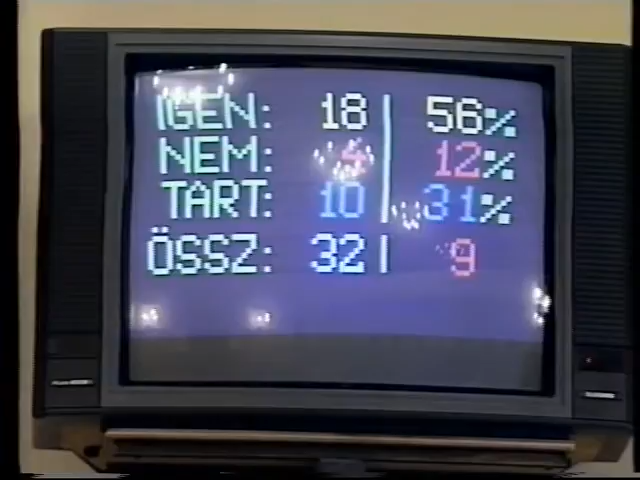 IGEN: 18 | 56%
NEM: 4 | 12%
TART: 10 | 31%
ÖSSZ: 32 | 9